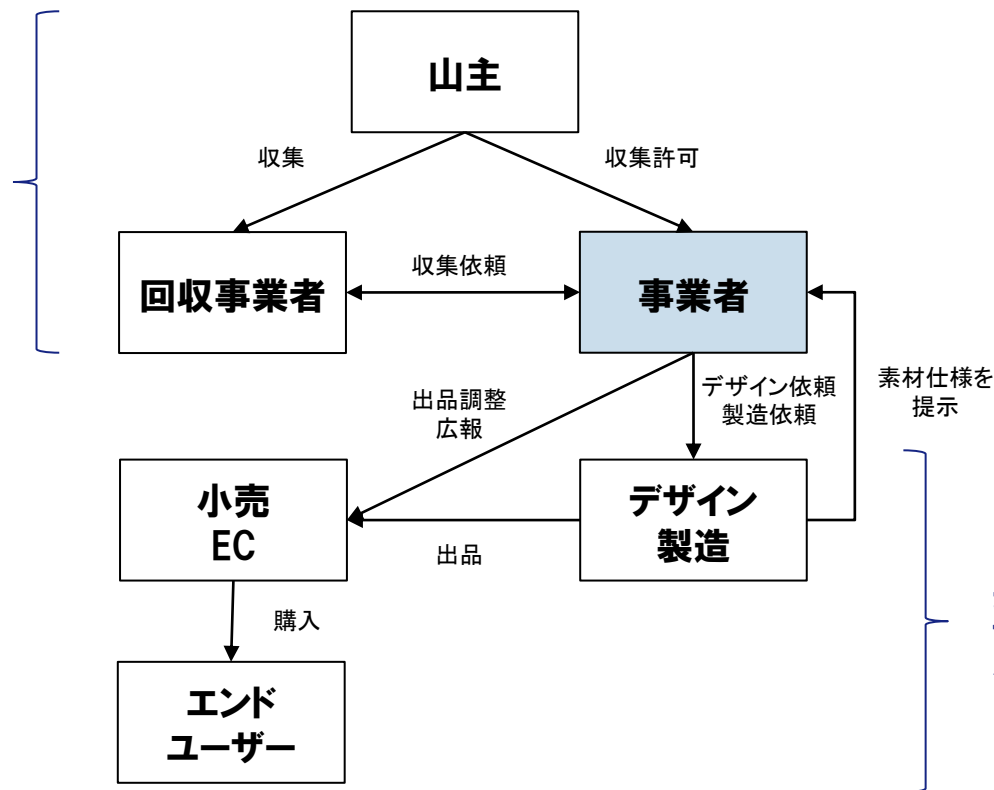 山主
収集
収集許可
回収事業者
収集依頼
事業者
出品調整
広報
デザイン依頼
製造依頼
素材仕様を
提示
小売
EC
出品
デザイン
製造
購入
エンド
ユーザー